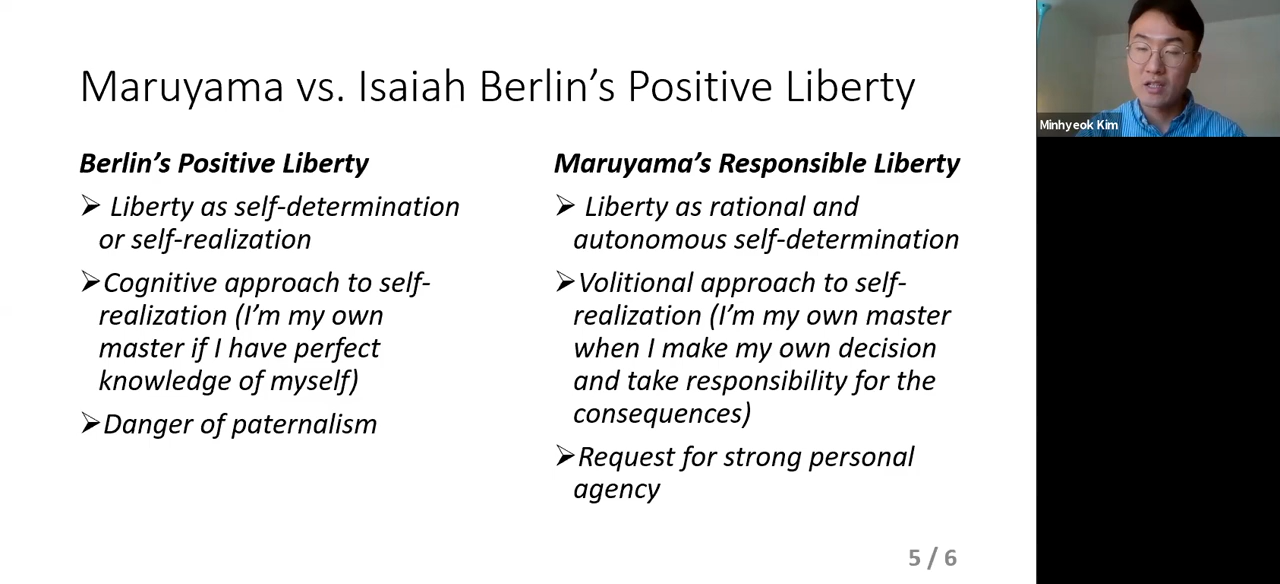 Maruyama vs. Isaiah Berlin's Positive Liberty
Berlin's Positive Liberty
➢ Liberty as self-determination
or self-realization
➢Cognitive approach to self-
realization (I'm my own
master if I have perfect
knowledge of myself)
➢Danger of paternalism
Maruyama's Responsible Liberty
➢ Liberty as rational and
autonomous self-determination
➢Volitional approach to self-
realization (I'm my own master
when I make my own decision
and take responsibility for the
consequences)
➢Request for strong personal
agency
5 / 6
Minhyeok Kim